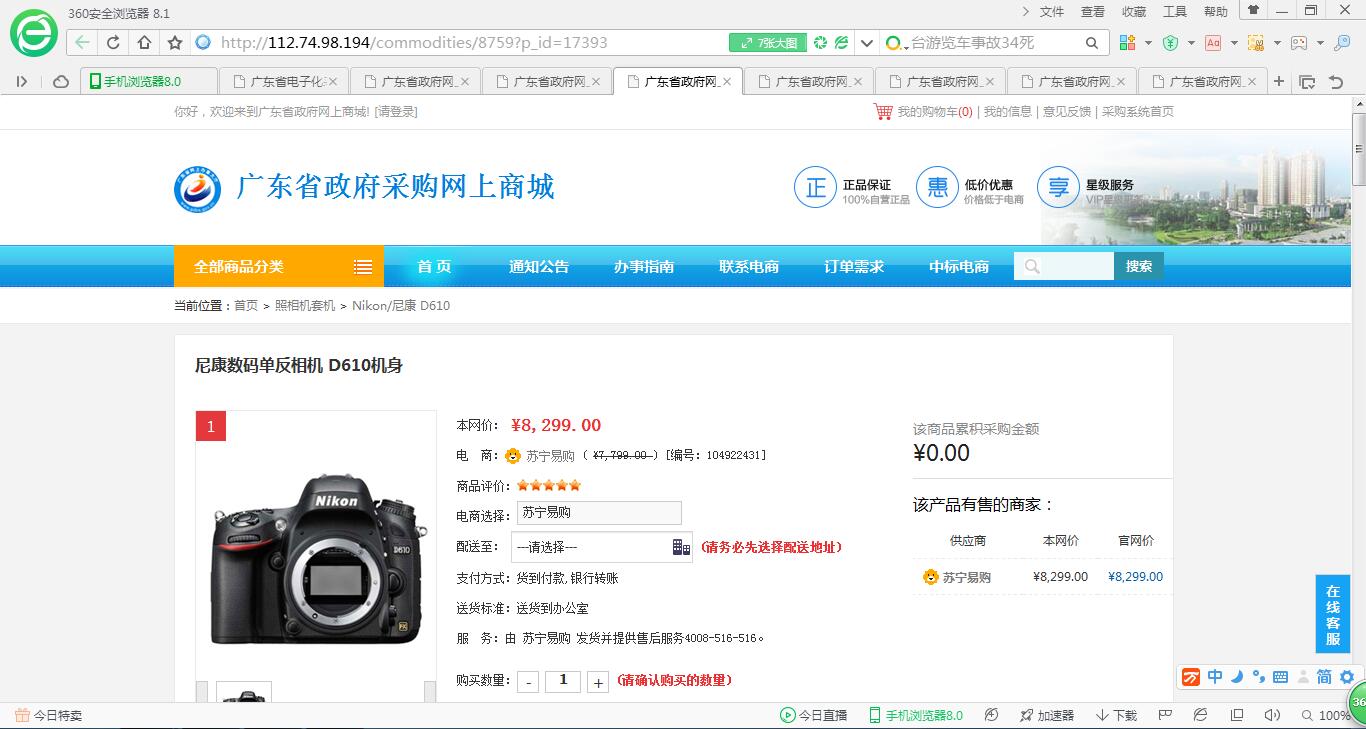 360安全浏览器 8.1
文件 查看 收藏 工具 帮助
http://112.74.98.194/commodities/8759?p_id=17393
7张大图
台游览车事故34死
手机浏览器8.0
广东省电子化
广东省政府网_
广东省政府网_
广东省政府网_
广东省政府网_
广东省政府网_
广东省政府网_
广东省政府网_
你好，欢迎来到广东省政府网上商城! [请登录]
我的购物车(0) | 我的信息 | 意见反馈 | 采购系统首页
广东省政府采购网上商城
正 正品保证
100%自营正品
惠 低价优惠
价格低于电商
享 星级服务
VIP星级服务
全部商品分类
首 页 通知公告 办事指南 联系电商 订单需求 中标电商
搜索
当前位置：首页 > 照相机套机 > Nikon/尼康 D610
尼康数码单反相机 D610机身
1
Nikon
D610
本网价： ¥8,299.00
电 商： 苏宁易购 （ ¥7,799.00 ）[编号：104922431]
商品评价：
电商选择： 苏宁易购
配送至： ---请选择--- （请务必先选择配送地址）
支付方式：货到付款,银行转账
送货标准：送货到办公室
服 务：由 苏宁易购 发货并提供售后服务4008-516-516。
购买数量： - 1 + （请确认购买的数量）
该商品累积采购金额
¥0.00
该产品有售的商家：
供应商 本网价 官网价
苏宁易购 ¥8,299.00 ¥8,299.00
在线客服
中 简
36
今日特卖
今日直播 手机浏览器8.0 加速器 下载 100%